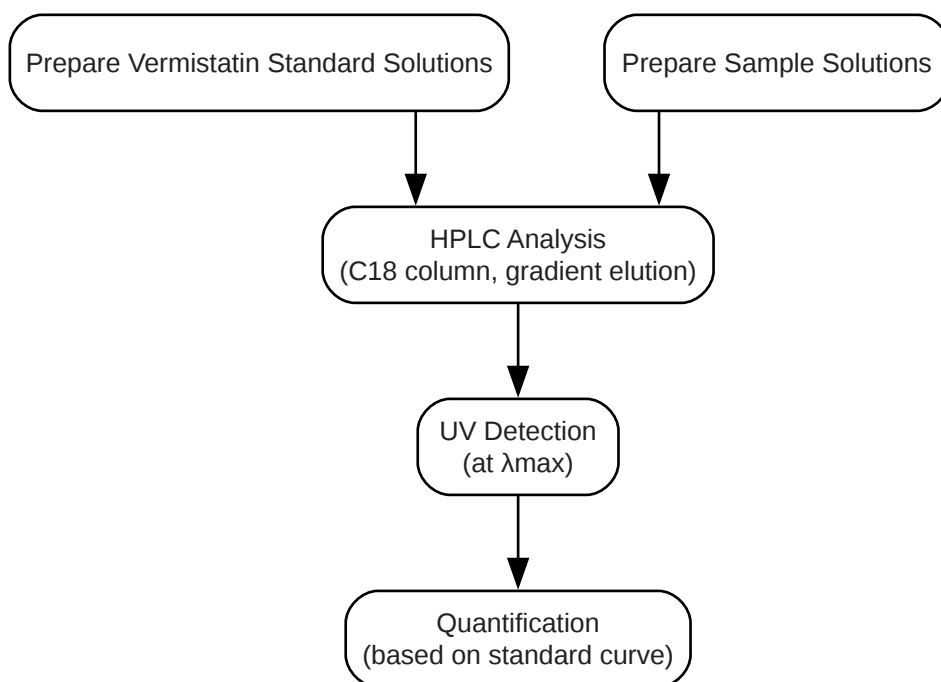 Prepare Vermistatin Standard Solutions
Prepare Sample Solutions
HPLC Analysis
(C18 column, gradient elution)
UV Detection
(at λmax)
Quantification
(based on standard curve)